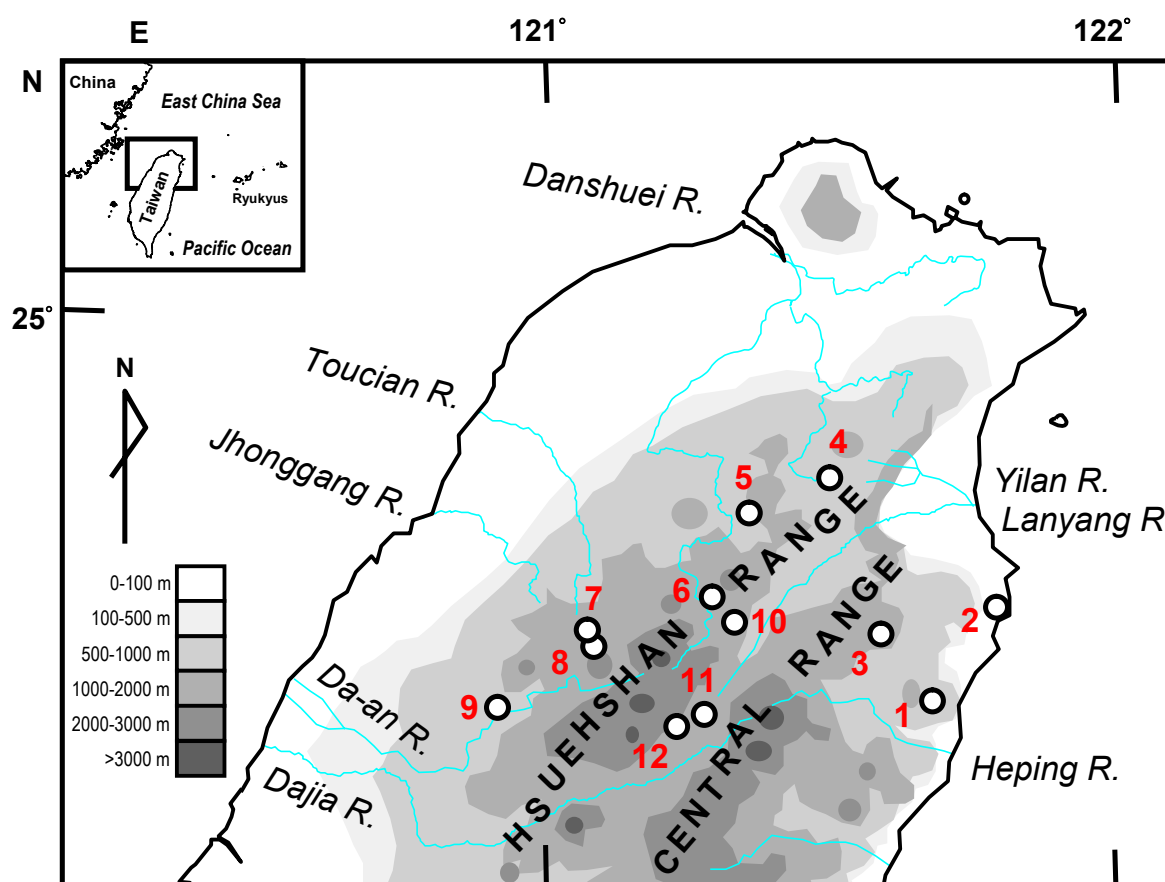 E
121°
122°
N
China
East China Sea
Taiwan
Ryukyus
Pacific Ocean
Danshuei R.
25°
N
Toucian R.
Jhonggang R.
4
5
Yilan R.
Lanyang R
0-100 m
100-500 m
500-1000 m
1000-2000 m
2000-3000 m
>3000 m
6
7
10
2
3
8
11
9
1
12
Da-an R.
Dajia R.
Heping R.
HSUEHSHAN RANGE
CENTRAL RANGE